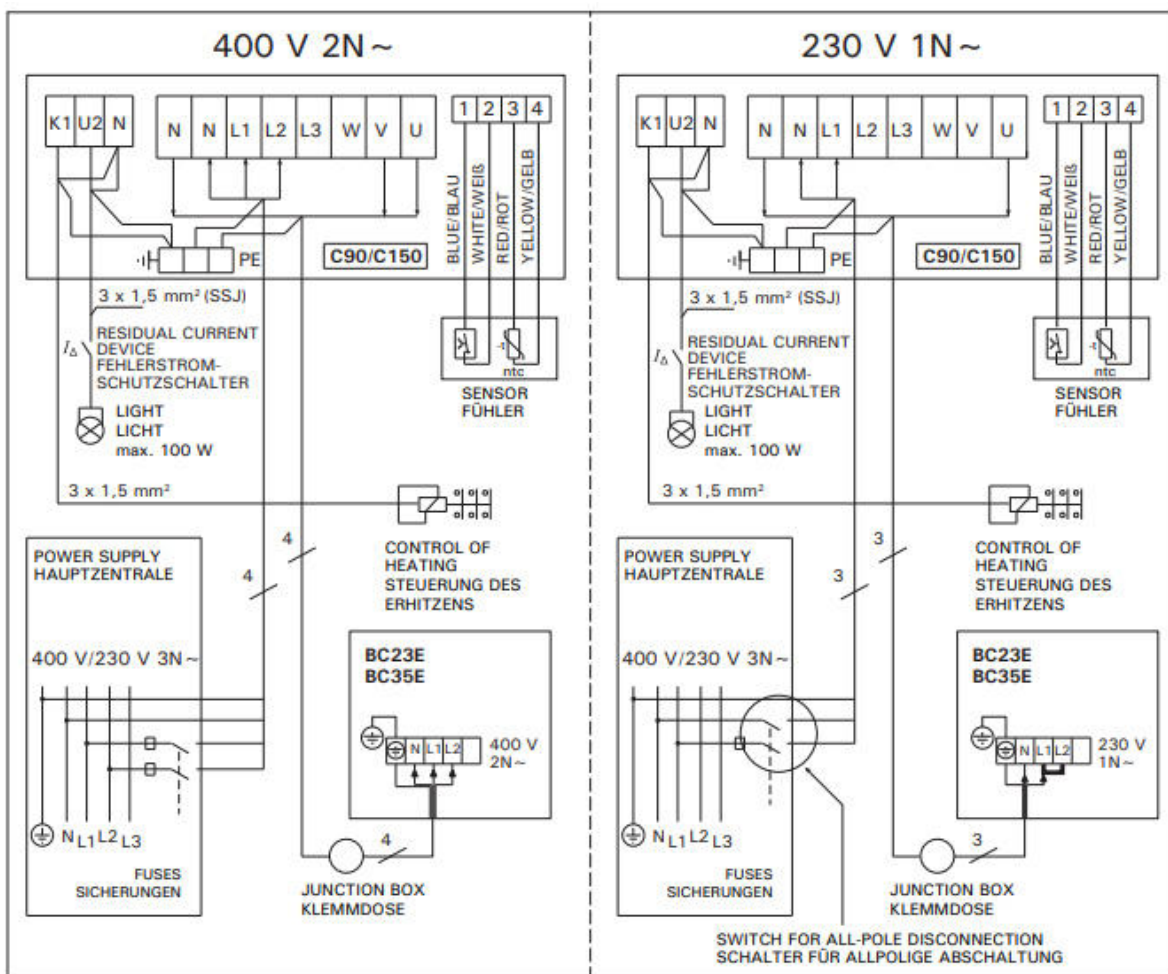 400 V 2N~
K1 U2 N
N N L1 L2 L3 W V U
1 2 3 4
BLUE/BLAU
WHITE/WEIß
RED/ROT
YELLOW/GELB
PE
C90/C150
3 x 1,5 mm² (SSJ)
I∆
RESIDUAL CURRENT
DEVICE
FEHLERSTROM-
SCHUTZSCHALTER
LIGHT
LICHT
max. 100 W
-t
ntc
SENSOR
FÜHLER
3 x 1,5 mm²
CONTROL OF
HEATING
STEUERUNG DES
ERHITZENS
4
4
POWER SUPPLY
HAUPTZENTRALE
400 V/230 V 3N~
N L1 L2 L3
FUSES
SICHERUNGEN
BC23E
BC35E
N L1 L2
400 V
2N~
4
JUNCTION BOX
KLEMMDOSE
230 V 1N~
K1 U2 N
N N L1 L2 L3 W V U
1 2 3 4
BLUE/BLAU
WHITE/WEIß
RED/ROT
YELLOW/GELB
PE
C90/C150
3 x 1,5 mm² (SSJ)
I∆
RESIDUAL CURRENT
DEVICE
FEHLERSTROM-
SCHUTZSCHALTER
LIGHT
LICHT
max. 100 W
-t
ntc
SENSOR
FÜHLER
3 x 1,5 mm²
CONTROL OF
HEATING
STEUERUNG DES
ERHITZENS
3
3
POWER SUPPLY
HAUPTZENTRALE
400 V/230 V 3N~
N L1 L2 L3
FUSES
SICHERUNGEN
BC23E
BC35E
N L1 L2
230 V
1N~
3
JUNCTION BOX
KLEMMDOSE
SWITCH FOR ALL-POLE DISCONNECTION
SCHALTER FÜR ALLPOLIGE ABSCHALTUNG